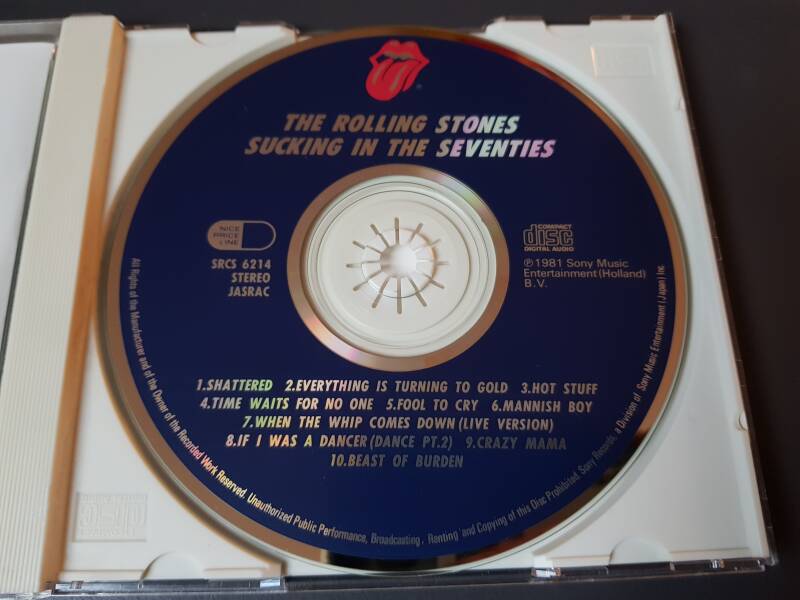 THE ROLLING STONES
SUCKING IN THE SEVENTIES
NICE
PRICE
LINE
SRCS 6214
STEREO
JASRAC
COMPACT
disc
DIGITAL AUDIO
℗1981 Sony Music
Entertainment (Holland)
B.V.
1.SHATTERED 2.EVERYTHING IS TURNING TO GOLD 3.HOT STUFF
4.TIME WAITS FOR NO ONE 5.FOOL TO CRY 6.MANNISH BOY
7.WHEN THE WHIP COMES DOWN (LIVE VERSION)
8.IF I WAS A DANCER (DANCE PT.2) 9.CRAZY MAMA
10.BEAST OF BURDEN
All Rights of the Manufacturer and of the Owner of the Recorded Work Reserved. Unauthorized Public Performance, Broadcasting, Renting and Copying of this Disc Prohibited. Sony Records, a Division of Sony Music Entertainment (Japan) Inc.